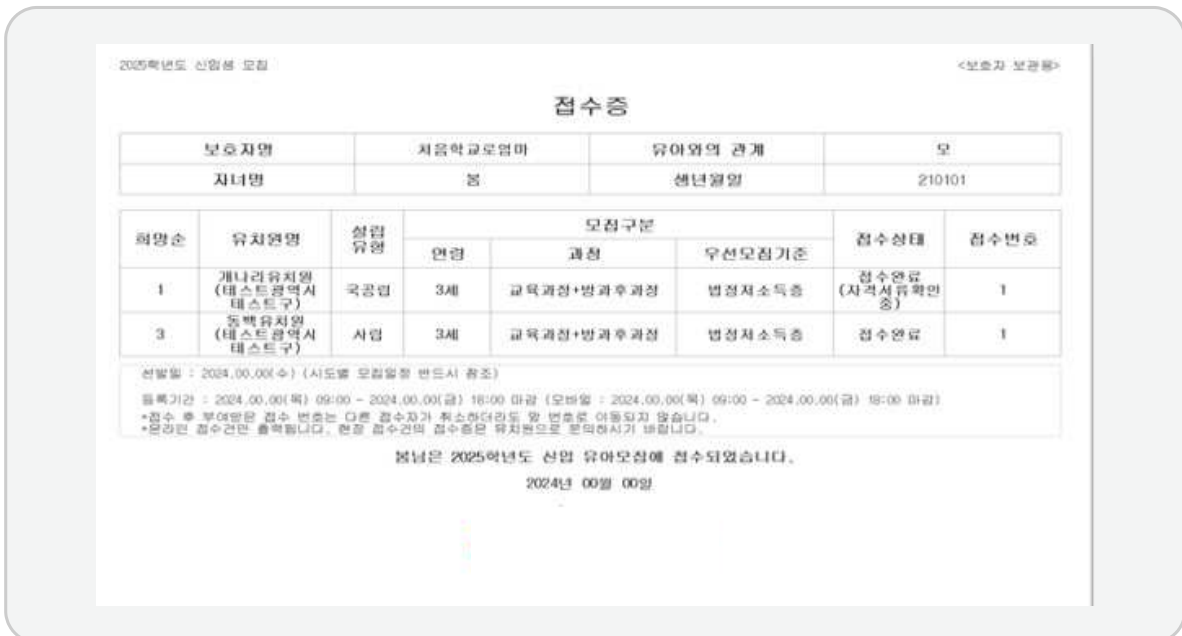 2025학년도 신입생 모집
<보호자 보관용>
접수증
보호자명 처음학교로엄마 유아와의 관계 모
자녀명 봄 생년월일 210101
희망순 유치원명 설립유형 모집구분 접수상태 접수번호
연령 과정 우선모집기준
1 개나리유치원 (테스트광역시 테스트구) 국공립 3세 교육과정+방과후과정 법정저소득층 접수완료 (자격서류확인중) 1
3 동백유치원 (테스트광역시 테스트구) 사립 3세 교육과정+방과후과정 법정저소득층 접수완료 1
선발일 : 2024.00.00(수) (시도별 모집일정 반드시 참조)
등록기간 : 2024.00.00(목) 09:00 ~ 2024.00.00(금) 18:00 마감 (모바일 : 2024.00.00(목) 09:00 ~ 2024.00.00(금) 18:00 마감)
*접수 후 부여받은 접수 번호는 다른 접수자가 취소하더라도 앞 번호로 이동되지 않습니다.
*온라인 접수건만 출력됩니다. 현장 접수건의 접수증은 유치원으로 문의하시기 바랍니다.
봄님은 2025학년도 신입 유아모집에 접수되었습니다.
2024년 00월 00일